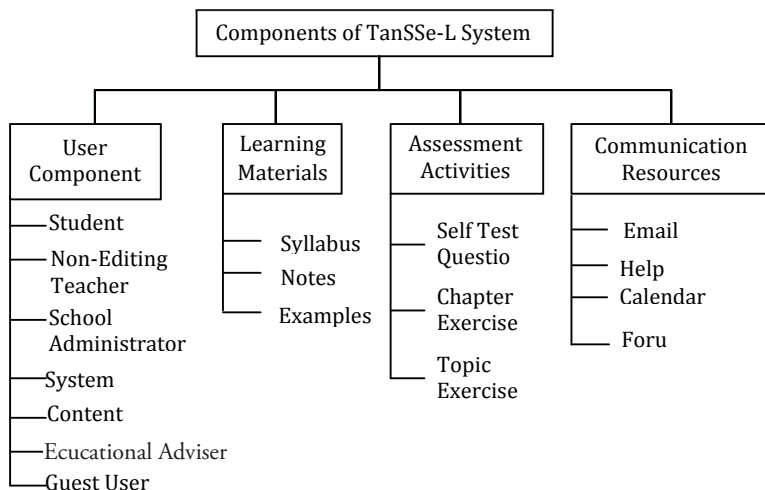 Components of TanSSe-L System
User
Component
Student
Non-Editing
Teacher
School
Administrator
System
Content
Ecucational Adviser
Guest User
Learning
Materials
Syllabus
Notes
Examples
Assessment
Activities
Self Test
Questio
Chapter
Exercise
Topic
Exercise
Communication
Resources
Email
Help
Calendar
Foru